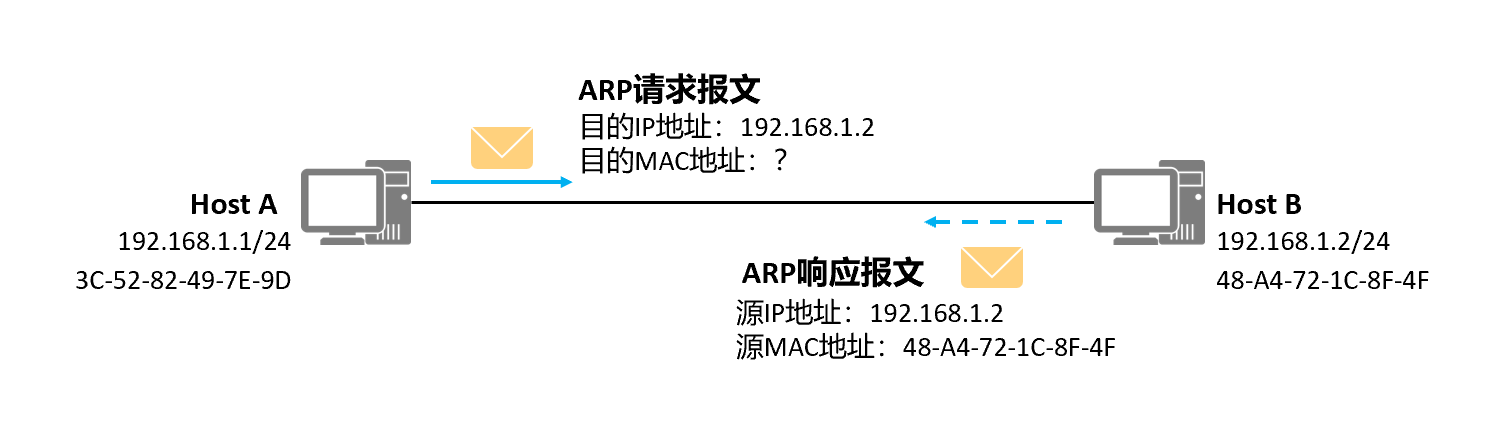 ARP请求报文
目的IP地址：192.168.1.2
目的MAC地址：？
Host A
192.168.1.1/24
3C-52-82-49-7E-9D
Host B
192.168.1.2/24
48-A4-72-1C-8F-4F
ARP响应报文
源IP地址：192.168.1.2
源MAC地址：48-A4-72-1C-8F-4F